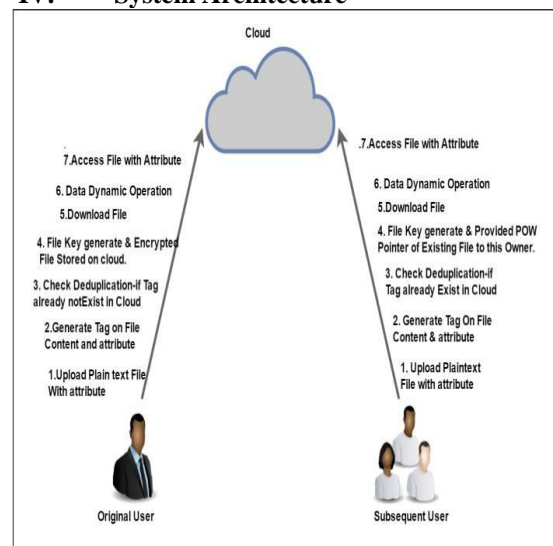 IV. System Architecture
Cloud
7.Access File with Attribute
6. Data Dynamic Operation
5.Download File
4. File Key generate & Encrypted
File Stored on cloud.
3. Check Deduplication-if Tag
already notExist in Cloud
2.Generate Tag on File
Content and attribute
1.Upload Plain text File
With attribute
Original User
.7.Access File with Attribute
6. Data Dynamic Operation
5.Download File
4. File Key generate & Provided POW
Pointer of Existing File to this Owner.
3. Check Deduplication-if
Tag already Exist in Cloud
2. Generate Tag On File
Content & attribute
1. Upload Plaintext
File with attribute
Subsequent User